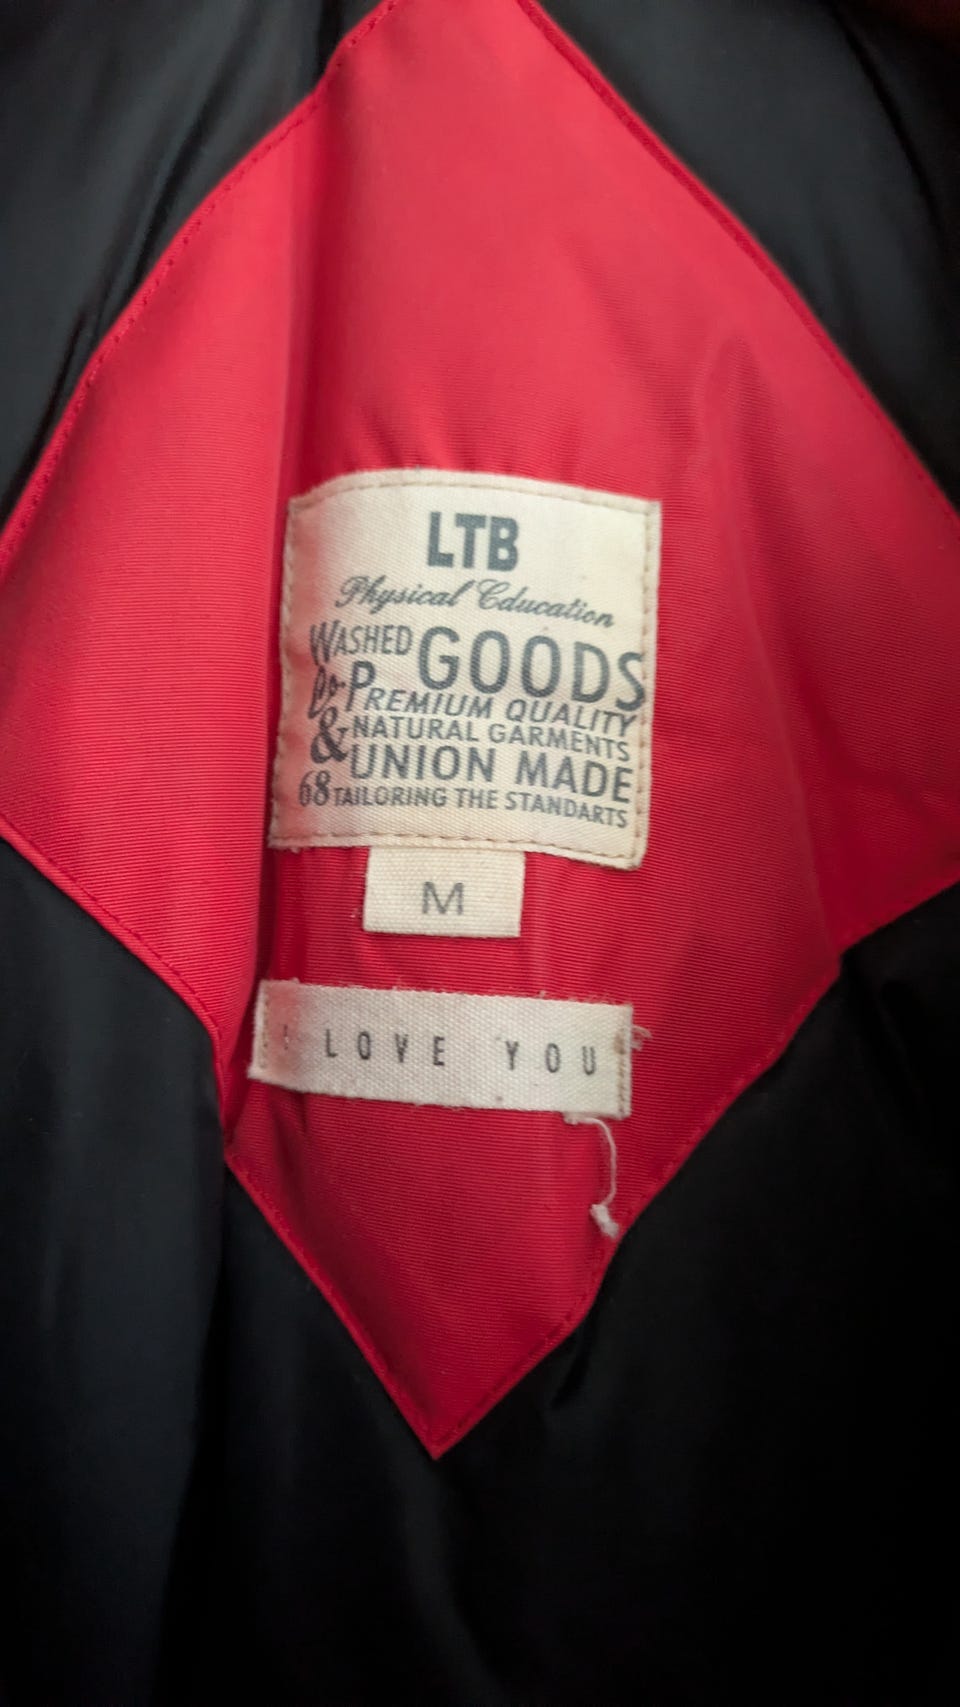 LTB
Physical Education
WASHED GOODS
Co. PREMIUM QUALITY
& NATURAL GARMENTS
UNION MADE
68 TAILORING THE STANDARTS
M
I LOVE YOU